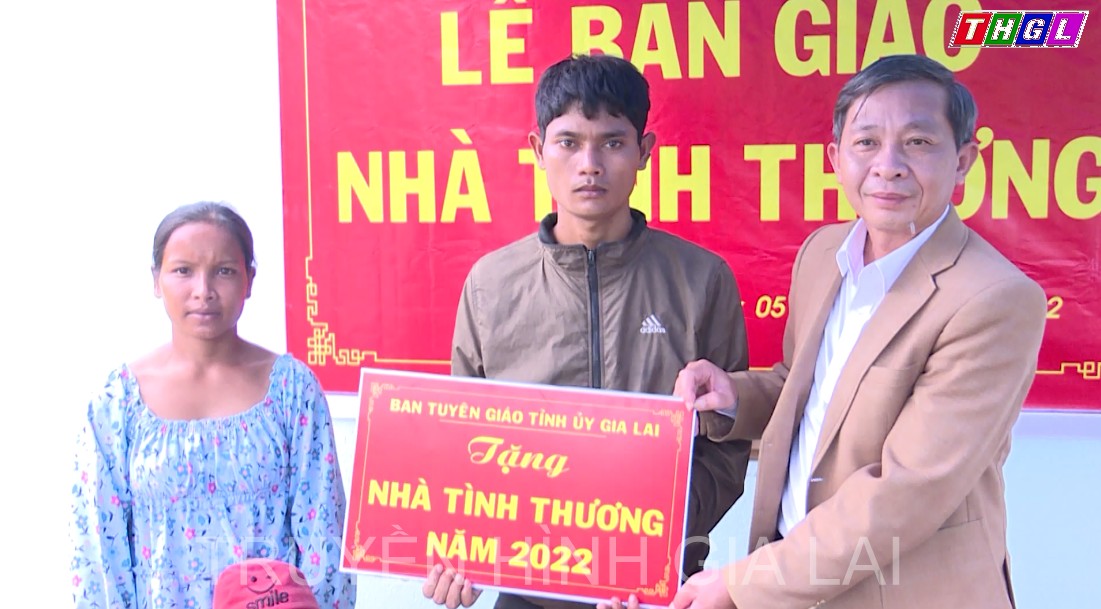 THGL
LỄ BAN GIAO
NHÀ TÌNH THƯƠNG
05
2
adidas
BAN TUYÊN GIÁO TỈNH ỦY GIA LAI
Tặng
NHÀ TÌNH THƯƠNG
NĂM 2022
TRUYỀN HÌNH GIA LAI
smile